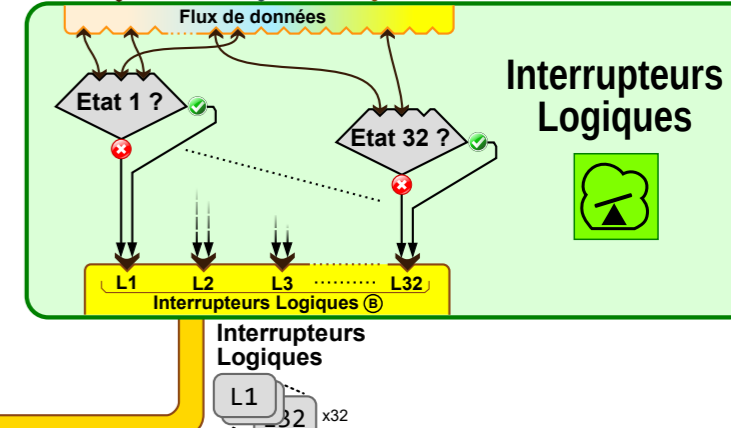 Flux de données
Interrupteurs
Logiques
Etat 1 ?
Etat 32 ?
L1 L2 L3 .......... L32
Interrupteurs Logiques B
Interrupteurs
Logiques
L1
L32 x32